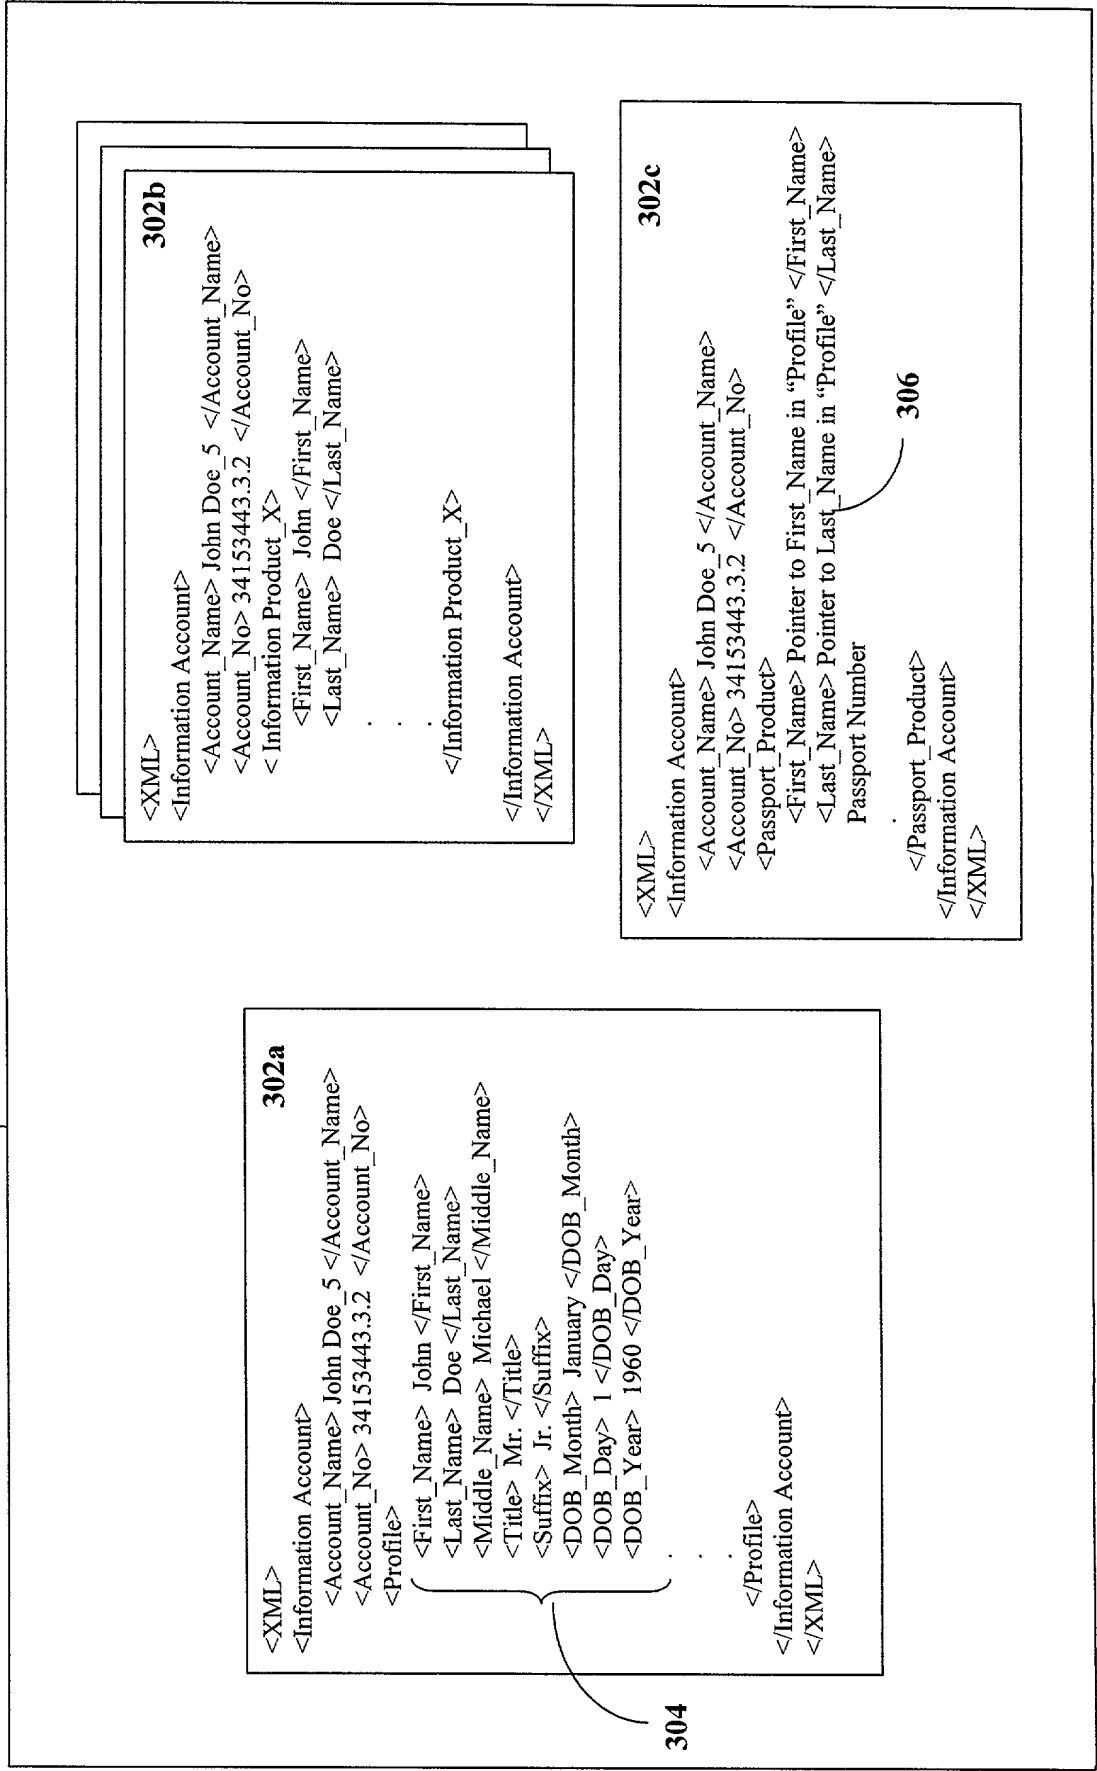 302a
<XML>
<Information Account>
<Account_Name> John Doe_5 </Account_Name>
<Account_No> 34153443.3.2 </Account_No>
<Profile>
<First_Name> John </First_Name>
<Last_Name> Doe </Last_Name>
<Middle_Name> Michael </Middle_Name>
<Title> Mr. </Title>
<Suffix> Jr. </Suffix>
<DOB_Month> January </DOB_Month>
<DOB_Day> 1 </DOB_Day>
<DOB_Year> 1960 </DOB_Year>
.
.
.
</Profile>
</Information Account>
</XML>
304
302b
<XML>
<Information Account>
<Account_Name> John Doe_5 </Account_Name>
<Account_No> 34153443.3.2 </Account_No>
< Information Product_X>
<First_Name> John </First_Name>
<Last_Name> Doe </Last_Name>
.
.
.
</Information Product_X>
</Information Account>
</XML>
302c
<XML>
<Information Account>
<Account_Name> John Doe_5 </Account_Name>
<Account_No> 34153443.3.2 </Account_No>
<Passport_Product>
<First_Name> Pointer to First_Name in “Profile” </First_Name>
<Last_Name> Pointer to Last_Name in “Profile” </Last_Name>
Passport Number
.
</Passport_Product>
</Information Account>
</XML>
306